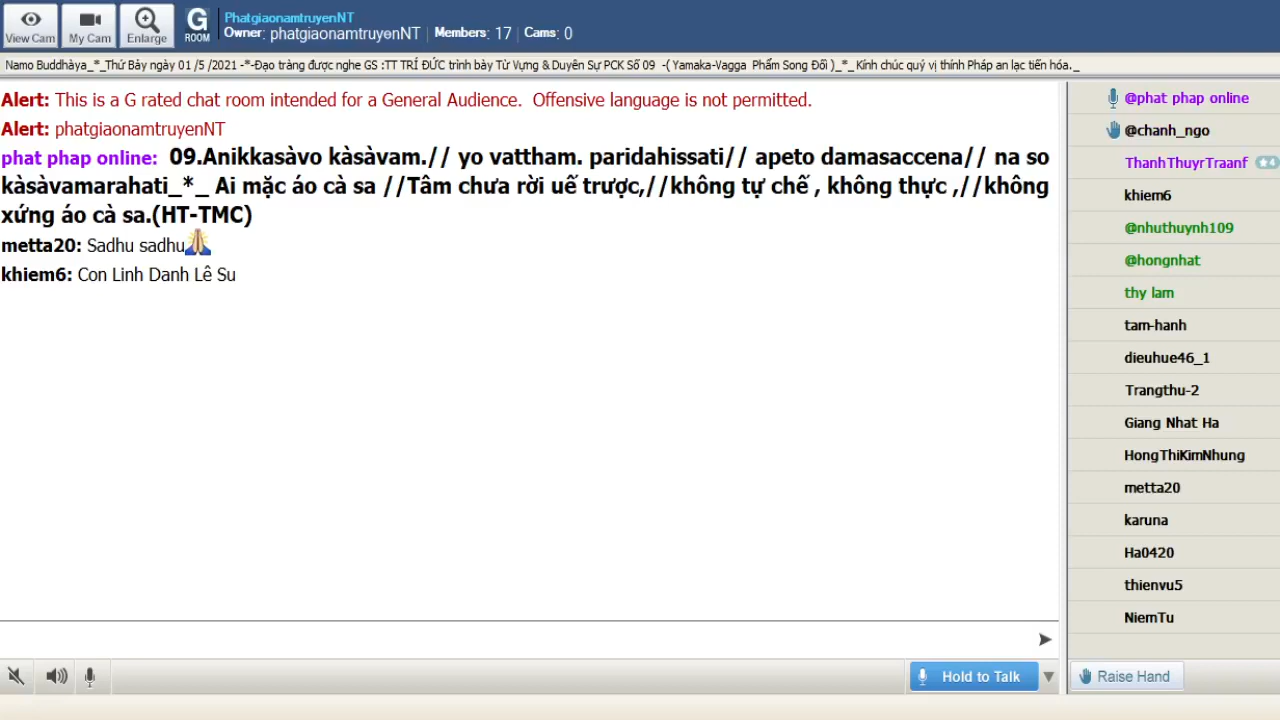 View Cam
My Cam
Enlarge
G
ROOM
PhatgiaonamtruyenNT
Owner: phatgiaonamtruyenNT | Members: 17 | Cams: 0
Namo Buddhàya_*_Thứ Bảy ngày 01 /5 /2021 -*-Đạo tràng được nghe GS :TT TRÍ ĐỨC trình bày Từ Vựng & Duyên Sự PCK Số 09 -( Yamaka-Vagga Phẩm Song Đối )_*_ Kính chúc quý vị thính Pháp an lạc tiến hóa._
Alert: This is a G rated chat room intended for a General Audience. Offensive language is not permitted.
Alert: phatgiaonamtruyenNT
phat phap online: 09.Anikkasàvo kàsàvam.// yo vattham. paridahissati// apeto damasaccena// na so
kàsàvamarahati_*_ Ai mặc áo cà sa //Tâm chưa rời uế trược,//không tự chế , không thực ,//không
xứng áo cà sa.(HT-TMC)
metta20: Sadhu sadhu
khiem6: Con Linh Danh Lê Su
@phat phap online
@chanh_ngo
ThanhThuyrTraanf ★4
khiem6
@nhuthuynh109
@hongnhat
thy lam
tam-hanh
dieuhue46_1
Trangthu-2
Giang Nhat Ha
HongThiKimNhung
metta20
karuna
Ha0420
thienvu5
NiemTu
Hold to Talk
Raise Hand